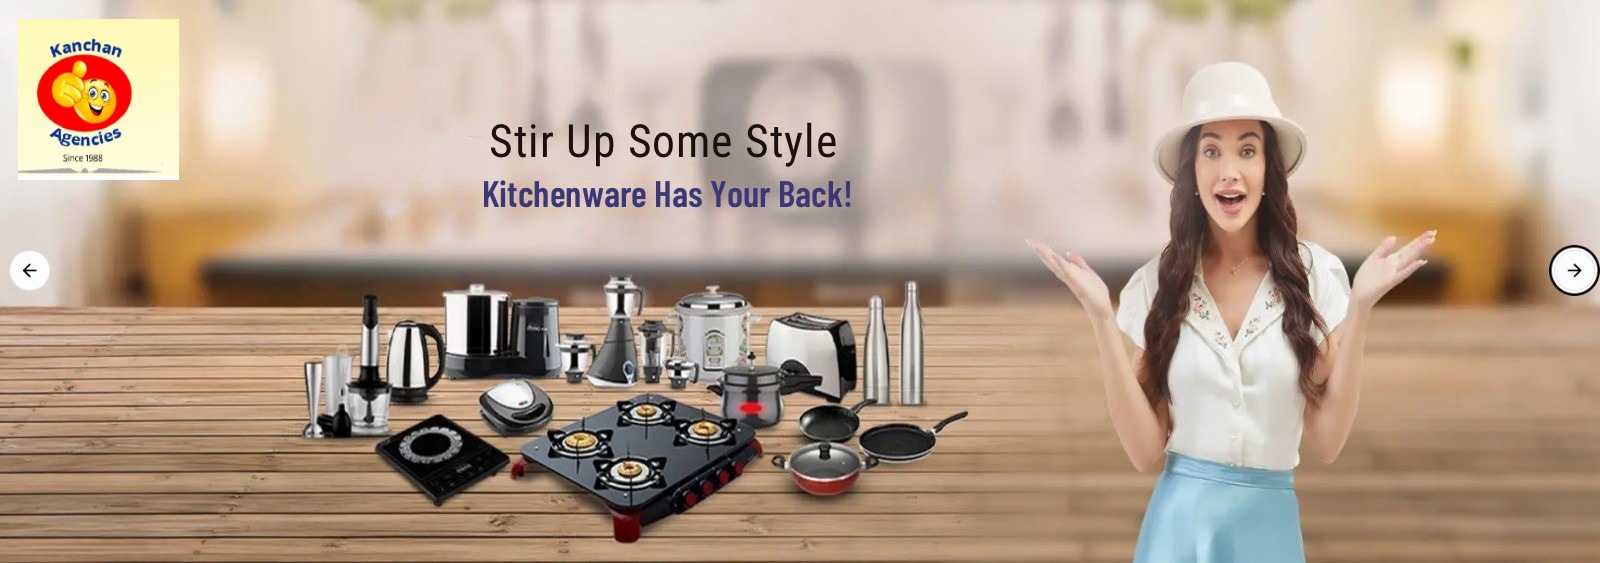 Kanchan
Agencies
Since 1988
Stir Up Some Style
Kitchenware Has Your Back!